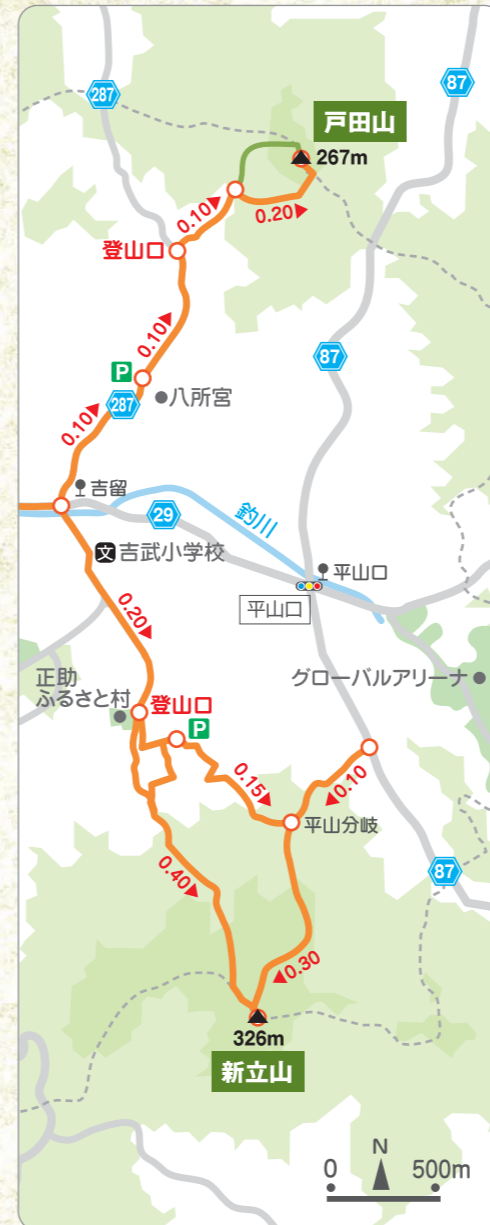 287
87
戸田山
267m
0.10▶
0.20▶
登山口
87
0.10▶
P
287
●八所宮
0.10▶
吉留
29
釣川
文 吉武小学校
平山口
平山口
0.20▶
グローバルアリーナ●
正助
ふるさと村
登山口
P
0.15▶
◀0.10
平山分岐
87
0.40▶
◀0.30
326m
新立山
N
0 500m